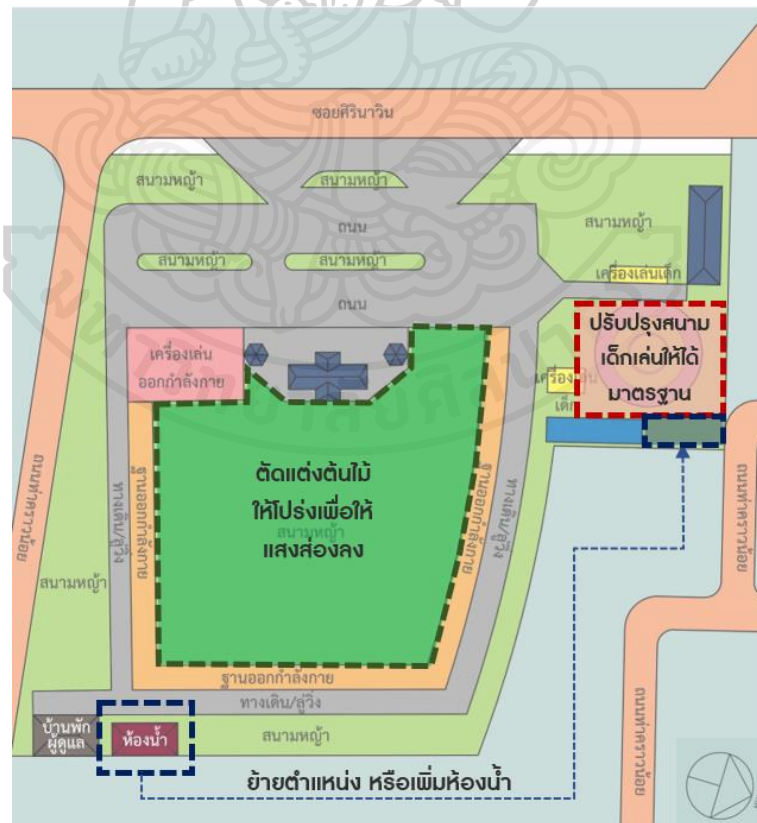 ซอยศิรินาวิน
สนามหญ้า
สนามหญ้า
สนามหญ้า
ถนน
สนามหญ้า
สนามหญ้า
เครื่องเล่นเด็ก
ถนน
ปรับปรุงสนาม
เด็กเล่นให้ได้
มาตรฐาน
เครื่องเล่น
ออกกำลังกาย
เครื่องเล่น
เด็ก
ตัดแต่งต้นไม้
ให้โปร่งเพื่อให้
แสงส่องลง
สนามหญ้า
ฐานออกกำลังกาย
ทางเดิน/ลู่วิ่ง
ฐานออกกำลังกาย
ทางเดิน/ลู่วิ่ง
สนามหญ้า
ฐานออกกำลังกาย
ทางเดิน/ลู่วิ่ง
บ้านพัก
ผู้ดูแล
ห้องน้ำ
สนามหญ้า
ย้ายตำแหน่ง หรือเพิ่มห้องน้ำ